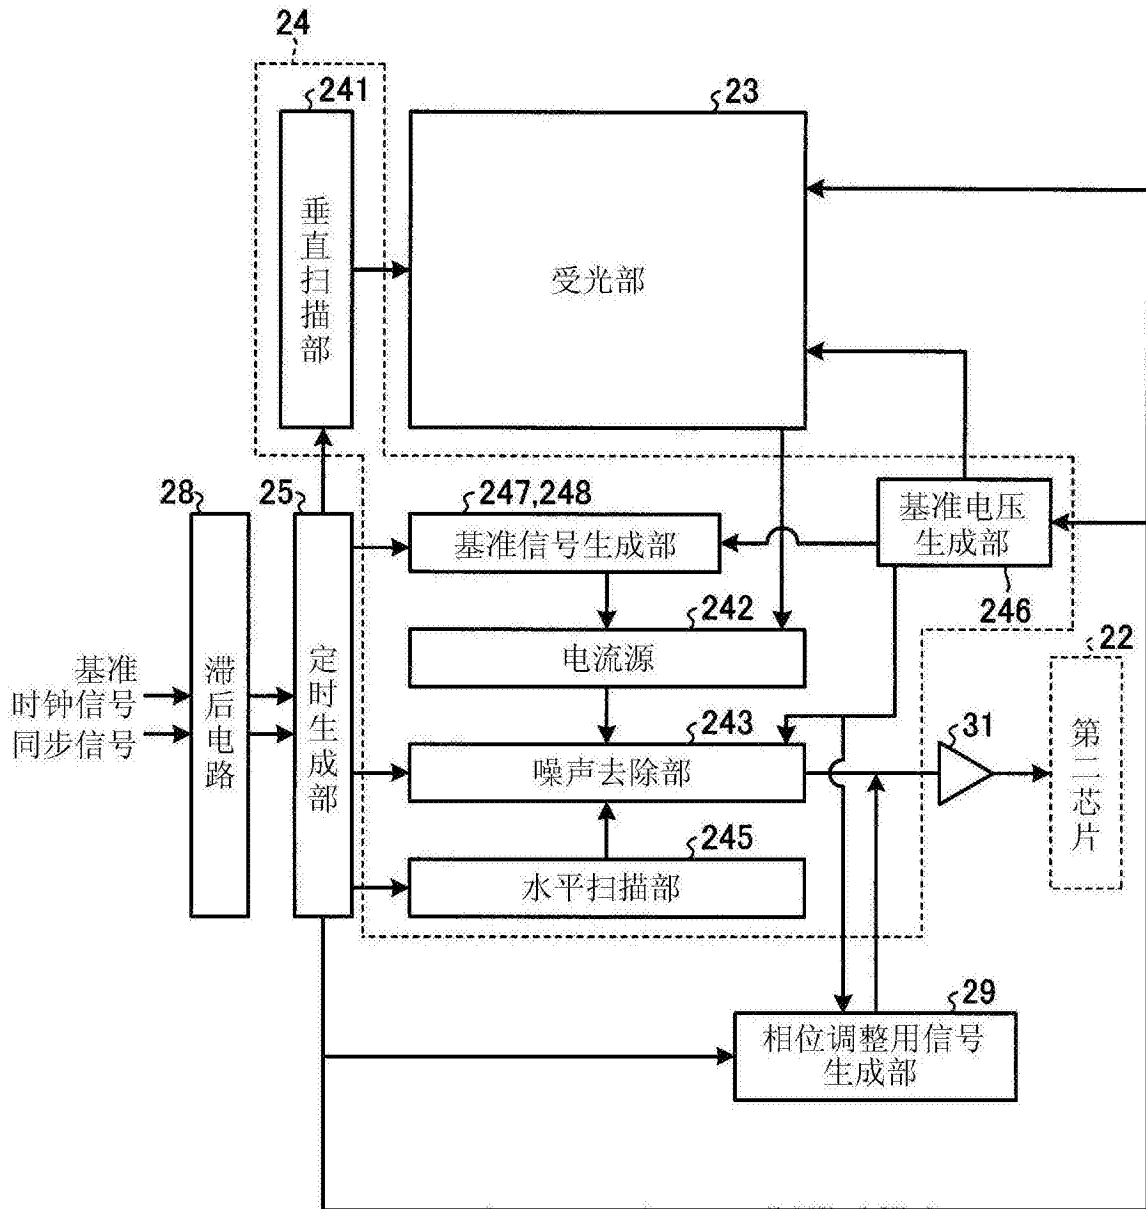 24
241
23
垂直扫描部
受光部
28
25
247,248
基准信号生成部
基准电压
生成部
246
242
电流源
22
第二芯片
基准
时钟信号
同步信号
滞后电路
定时生成部
243
噪声去除部
31
245
水平扫描部
29
相位调整用信号
生成部